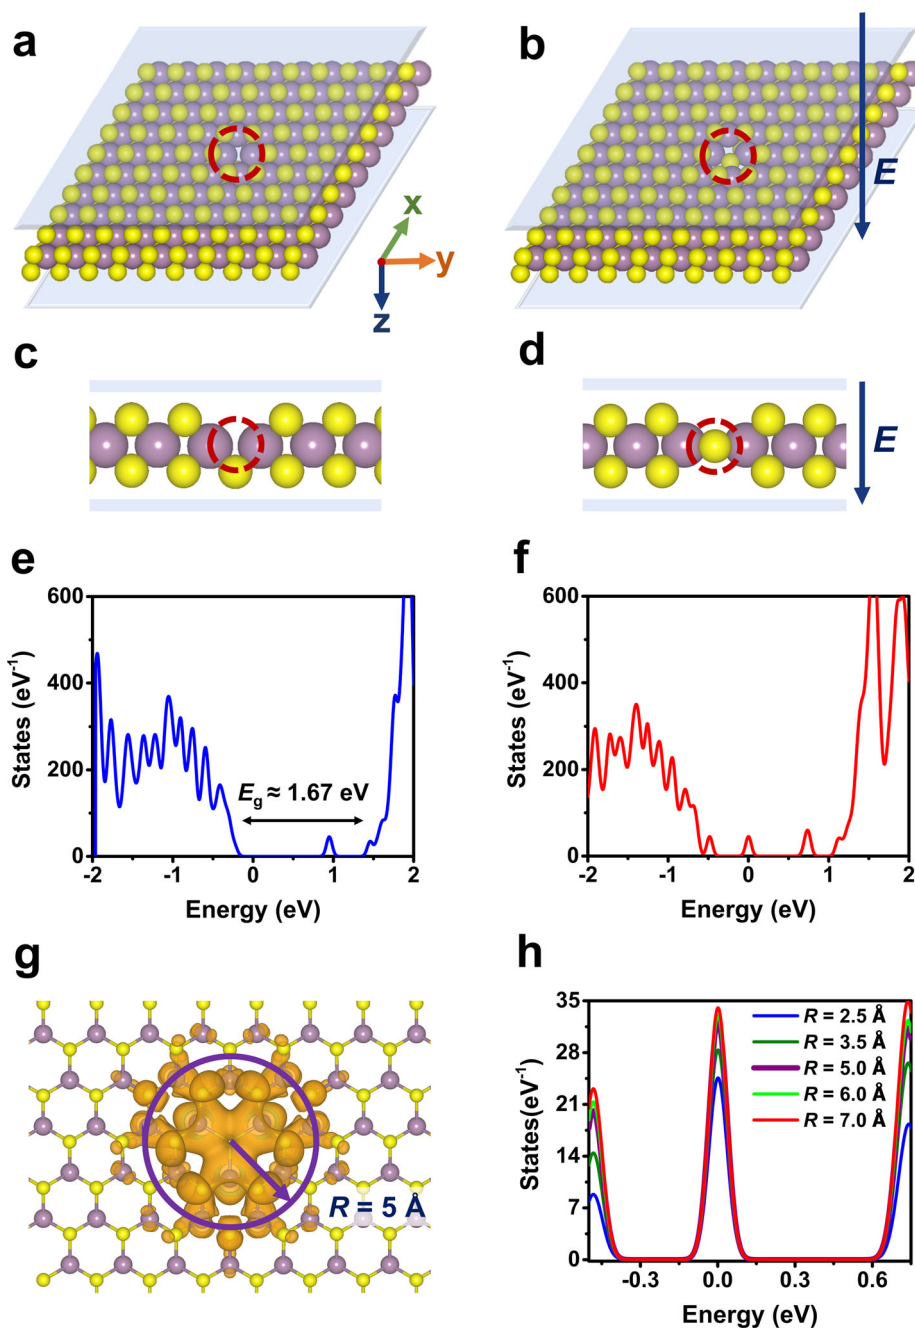 a
b
E
x
y
z
c
d
E
e
f
600
400
200
0
States (eV⁻¹)
E_g ≈ 1.67 eV
-2 -1 0 1 2
Energy (eV)
600
400
200
0
States (eV⁻¹)
-2 -1 0 1 2
Energy (eV)
g
R = 5 Å
h
35
28
21
14
7
0
States(eV⁻¹)
R = 2.5 Å
R = 3.5 Å
R = 5.0 Å
R = 6.0 Å
R = 7.0 Å
-0.3 0.0 0.3 0.6
Energy (eV)